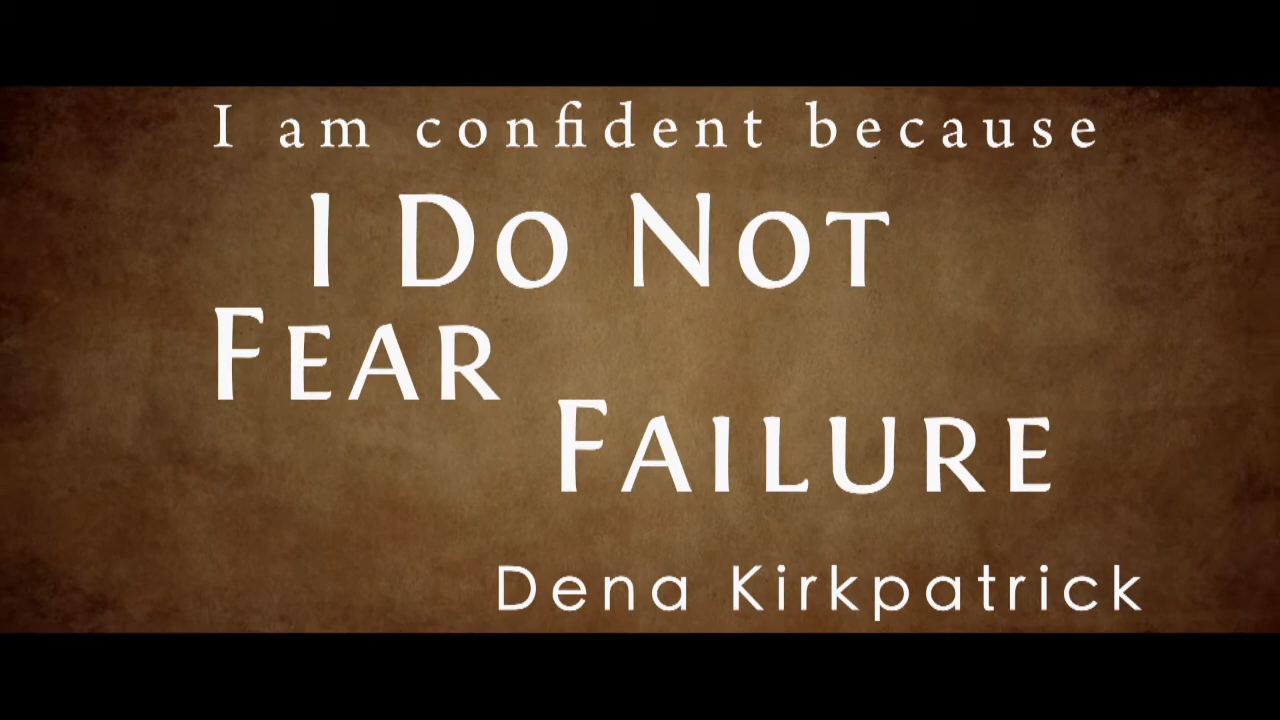 I am confident because
I Do Not
Fear
Failure
Dena Kirkpatrick